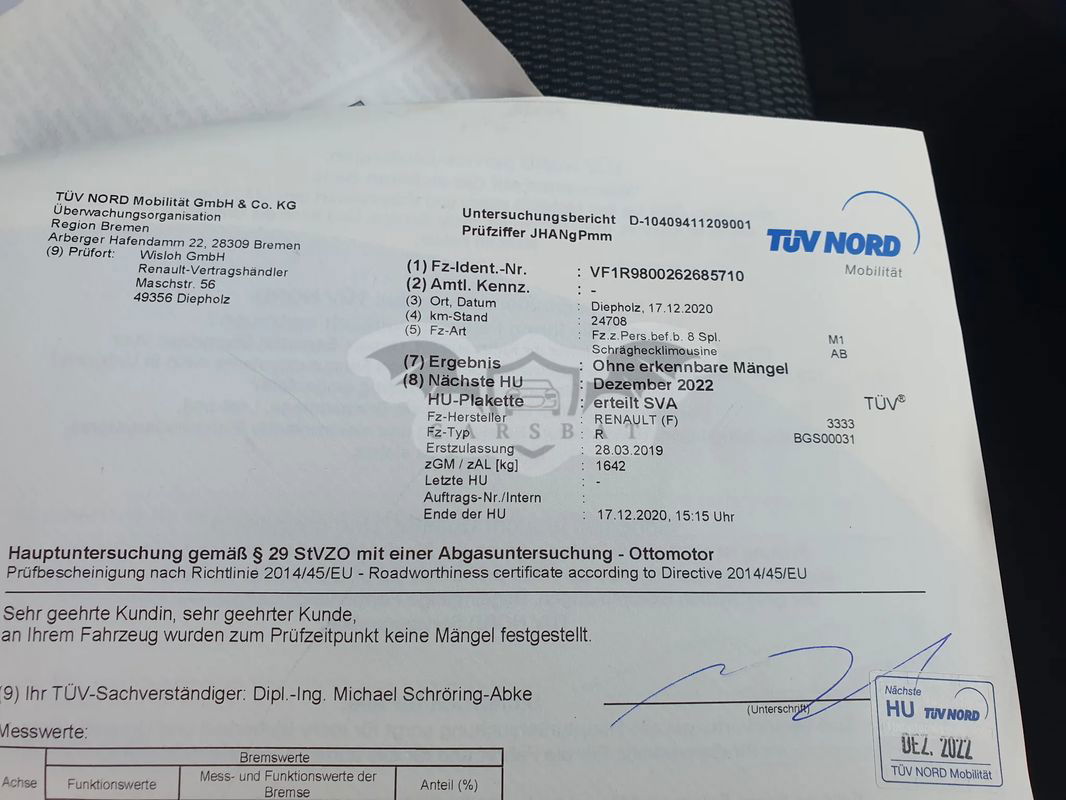 TÜV NORD Mobilität GmbH & Co. KG
Überwachungsorganisation
Region Bremen
Arberger Hafendamm 22, 28309 Bremen
(9) Prüfort: Wisloh GmbH
Renault-Vertragshändler
Maschstr. 56
49356 Diepholz
Untersuchungsbericht D-10409411209001
Prüfziffer JHANgPmm
TÜV NORD
Mobilität
(1) Fz-Ident.-Nr. : VF1R9800262685710
(2) Amtl. Kennz. : -
(3) Ort, Datum : Diepholz, 17.12.2020
(4) km-Stand : 24708
(5) Fz-Art : Fz.z.Pers.bef.b. 8 Spl. M1
Schräghecklimousine AB
(7) Ergebnis : Ohne erkennbare Mängel
(8) Nächste HU : Dezember 2022
HU-Plakette : erteilt SVA TÜV®
Fz-Hersteller : RENAULT (F) 3333
Fz-Typ : R BGS00031
CARSBAT
Erstzulassung : 28.03.2019
zGM / zAL [kg] : 1642
Letzte HU : -
Auftrags-Nr./Intern :
Ende der HU : 17.12.2020, 15:15 Uhr
Hauptuntersuchung gemäß § 29 StVZO mit einer Abgasuntersuchung - Ottomotor
Prüfbescheinigung nach Richtlinie 2014/45/EU - Roadworthiness certificate according to Directive 2014/45/EU
Sehr geehrte Kundin, sehr geehrter Kunde,
an Ihrem Fahrzeug wurden zum Prüfzeitpunkt keine Mängel festgestellt.
(9) Ihr TÜV-Sachverständiger: Dipl.-Ing. Michael Schröring-Abke
(Unterschrift)
Nächste
HU TÜV NORD
DEZ. 2022
TÜV NORD Mobilität
Messwerte:
Bremswerte
Achse Funktionswerte Mess- und Funktionswerte der Bremse Anteil (%)